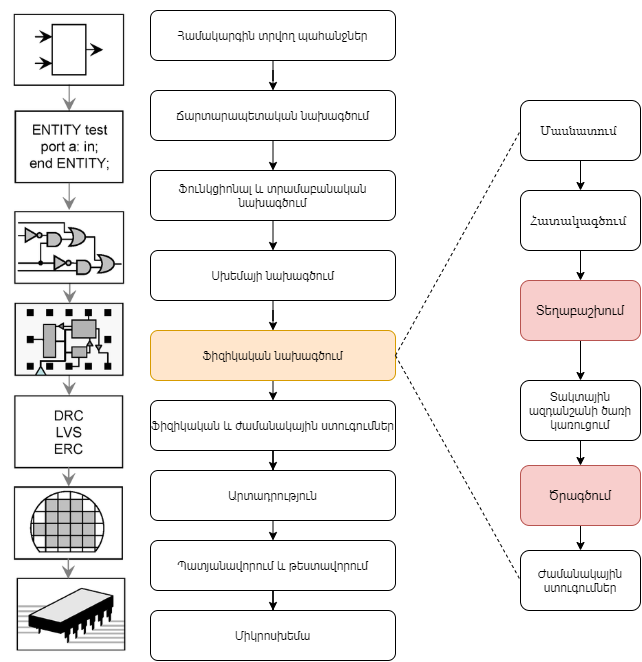 ENTITY test
port a: in;
end ENTITY;
DRC
LVS
ERC
Համակարգին տրվող պահանջներ
Ճարտարապետական նախագծում
Ֆունկցիոնալ և տրամաբանական
նախագծում
Սխեմայի նախագծում
Ֆիզիկական նախագծում
Ֆիզիկական և ժամանակային ստուգումներ
Արտադրություն
Պատյանավորում և թեստավորում
Միկրոսխեմա
Մասնատում
Հատակագծում
Տեղաբաշխում
Տակտային
ազդանշանի ծառի
կառուցում
Ծրագծում
Ժամանակային
ստուգումներ